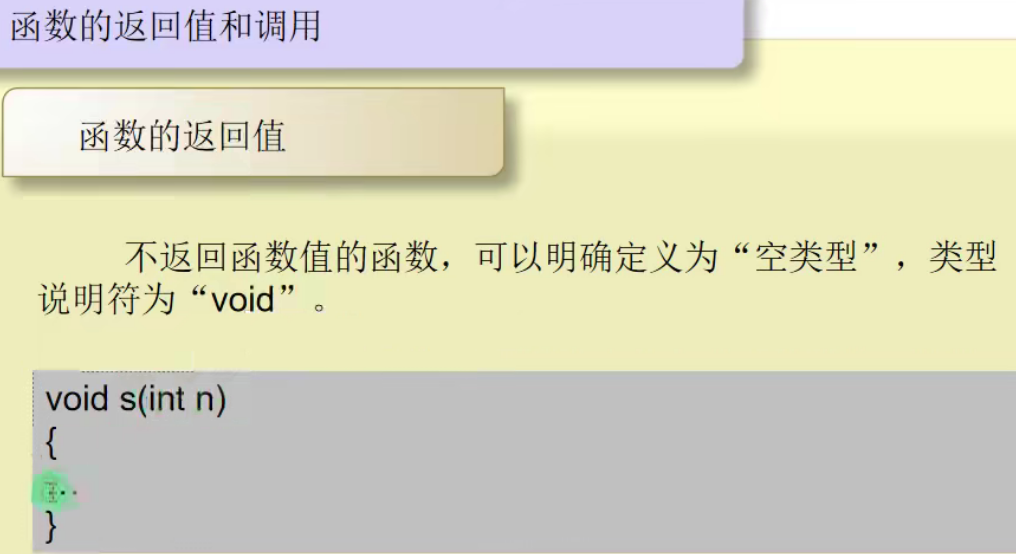 函数的返回值和调用
函数的返回值
不返回函数值的函数，可以明确定义为“空类”，类型
说明符为“void”。
void s(int n)
{
…
}